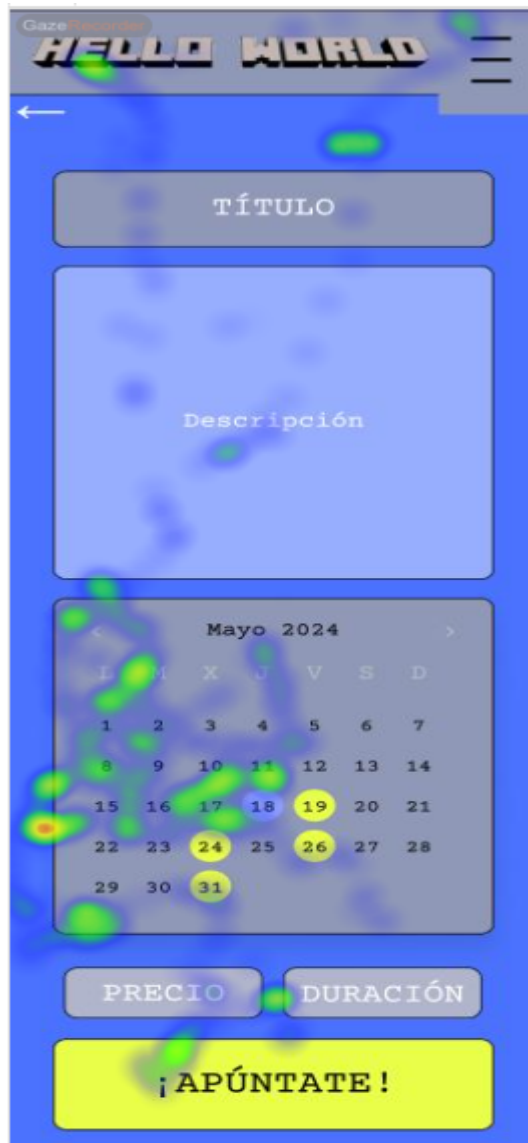 GazeRecorder
HELLO WORLD
←
TÍTULO
Descripción
< Mayo 2024 >
L M X J V S D
1 2 3 4 5 6 7
8 9 10 11 12 13 14
15 16 17 18 19 20 21
22 23 24 25 26 27 28
29 30 31
PRECIO DURACIÓN
¡APÚNTATE!